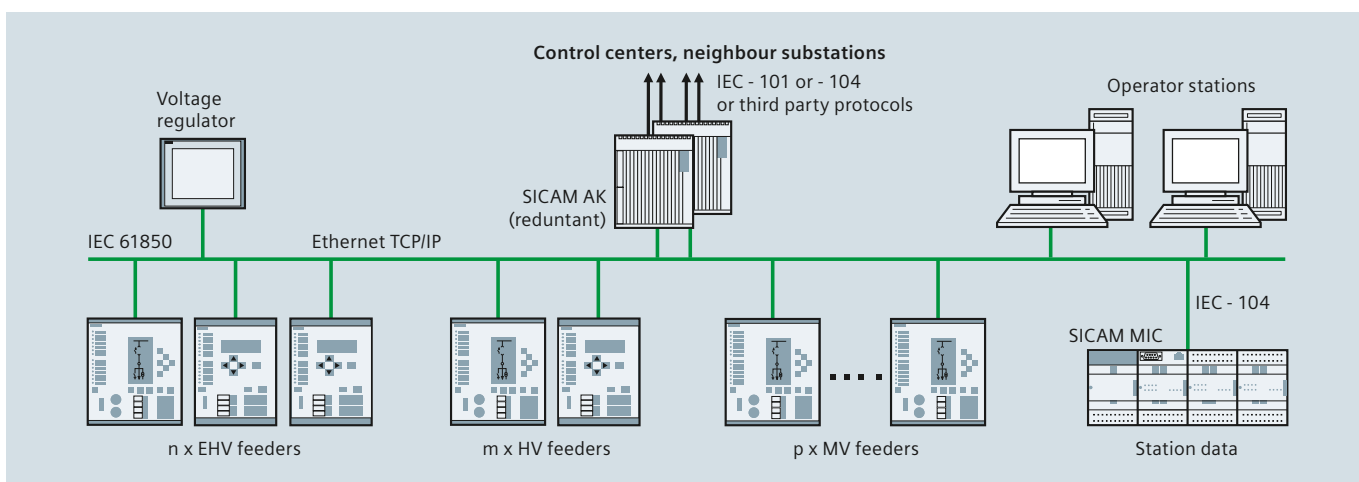 Control centers, neighbour substations
IEC - 101 or - 104
or third party protocols
Voltage
regulator
Operator stations
SICAM AK
(reduntant)
IEC 61850
Ethernet TCP/IP
IEC - 104
SICAM MIC
n x EHV feeders
m x HV feeders
p x MV feeders
Station data